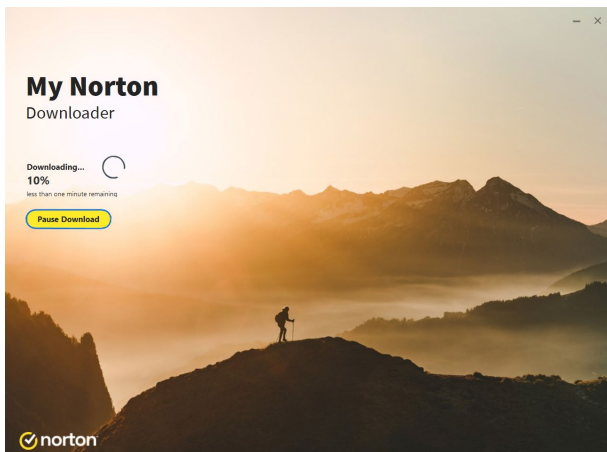 My Norton
Downloader
Downloading...
10%
less than one minute remaining
Pause Download
norton